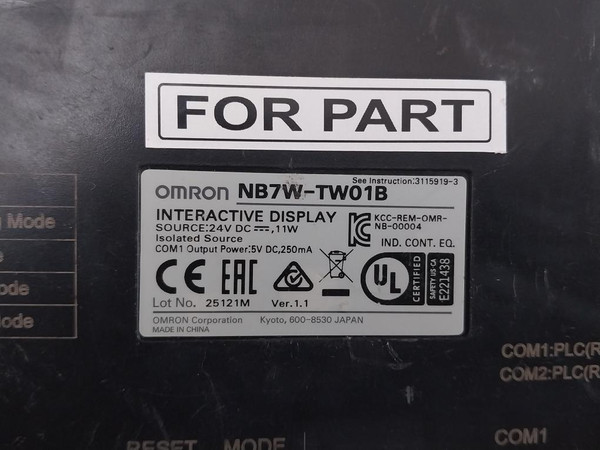 FOR PART
See Instruction:3115919-3
OMRON NB7W-TW01B
INTERACTIVE DISPLAY
SOURCE:24V DC, 11W
Isolated Source
COM1 Output Power:5V DC,250mA
KCC-REM-OMR-
NB-00004
IND. CONT. EQ.
CE EAC
UL CERTIFIED
SAFETY US-CA
E221438
Lot No. 25121M Ver.1.1
OMRON Corporation Kyoto, 600-8530 JAPAN
MADE IN CHINA
Mode
ode
ode
COM1:PLC(R
COM2:PLC(R
RESET MODE
COM1